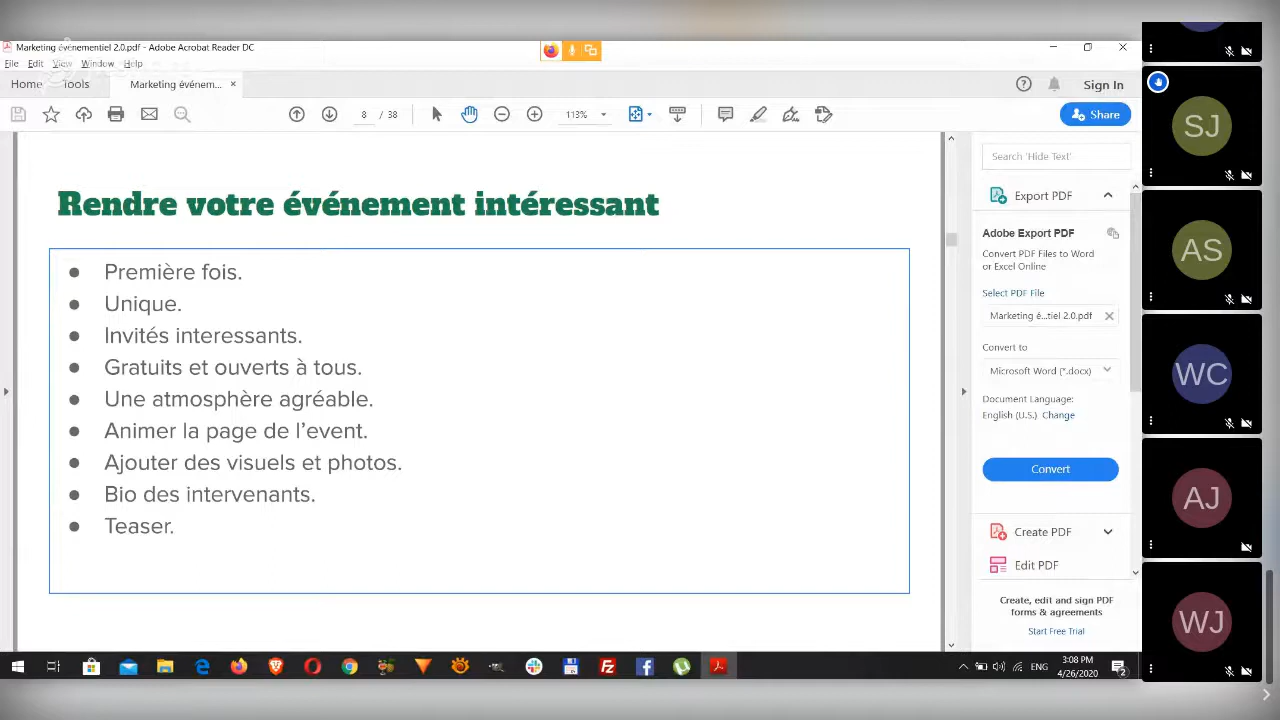 Marketing événementiel 2.0.pdf - Adobe Acrobat Reader DC
File Edit View Window Help
Home Tools Marketing événem... ×
8 / 38 113%
Sign In
Share
Rendre votre événement intéressant
● Première fois.
● Unique.
● Invités interessants.
● Gratuits et ouverts à tous.
● Une atmosphère agréable.
● Animer la page de l’event.
● Ajouter des visuels et photos.
● Bio des intervenants.
● Teaser.
Search 'Hide Text'
Export PDF
Adobe Export PDF
Convert PDF Files to Word
or Excel Online
Select PDF File
Marketing é...tiel 2.0.pdf
Convert to
Microsoft Word (*.docx)
Document Language:
English (U.S.) Change
Convert
Create PDF
Edit PDF
Create, edit and sign PDF
forms & agreements
Start Free Trial
SJ
AS
WC
AJ
WJ
ENG
3:08 PM
4/26/2020
2